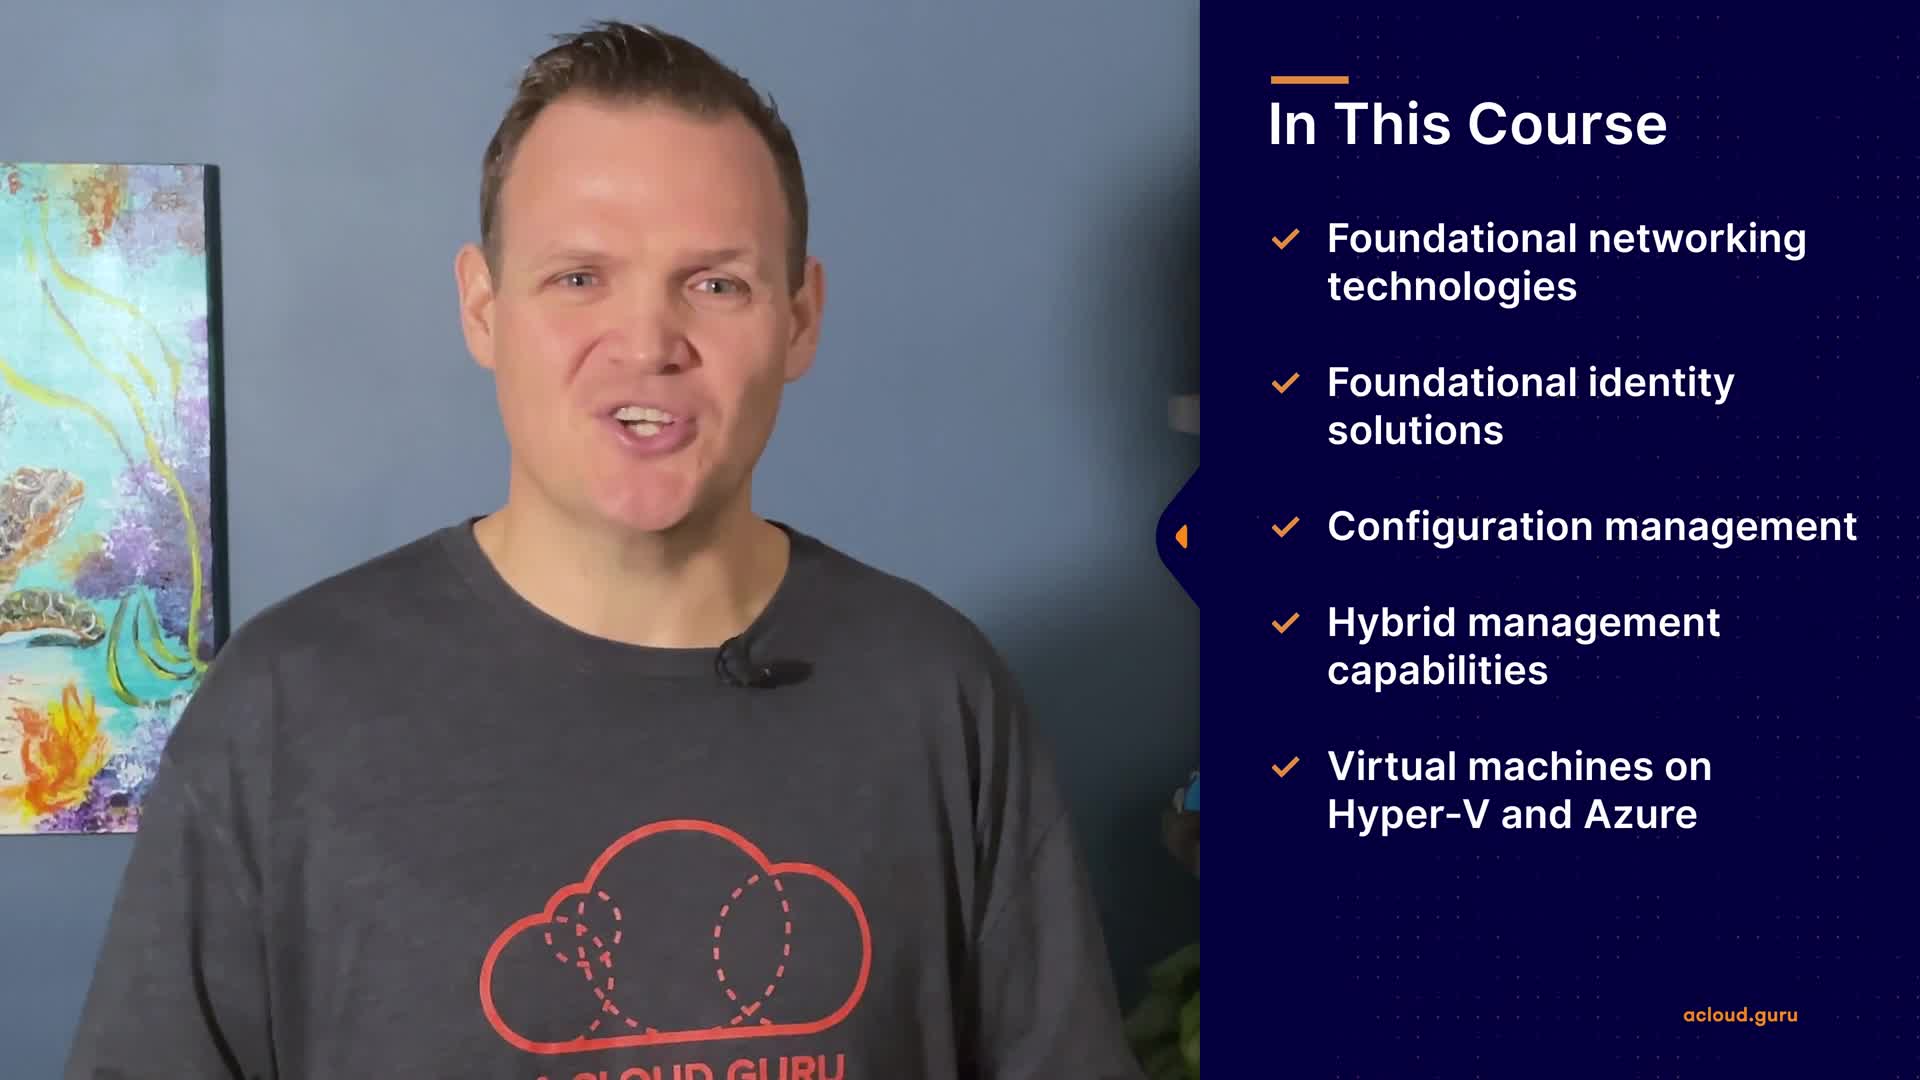 In This Course
Foundational networking
technologies
Foundational identity
solutions
Configuration management
Hybrid management
capabilities
Virtual machines on
Hyper-V and Azure
acloud.guru
A CLOUD GURU